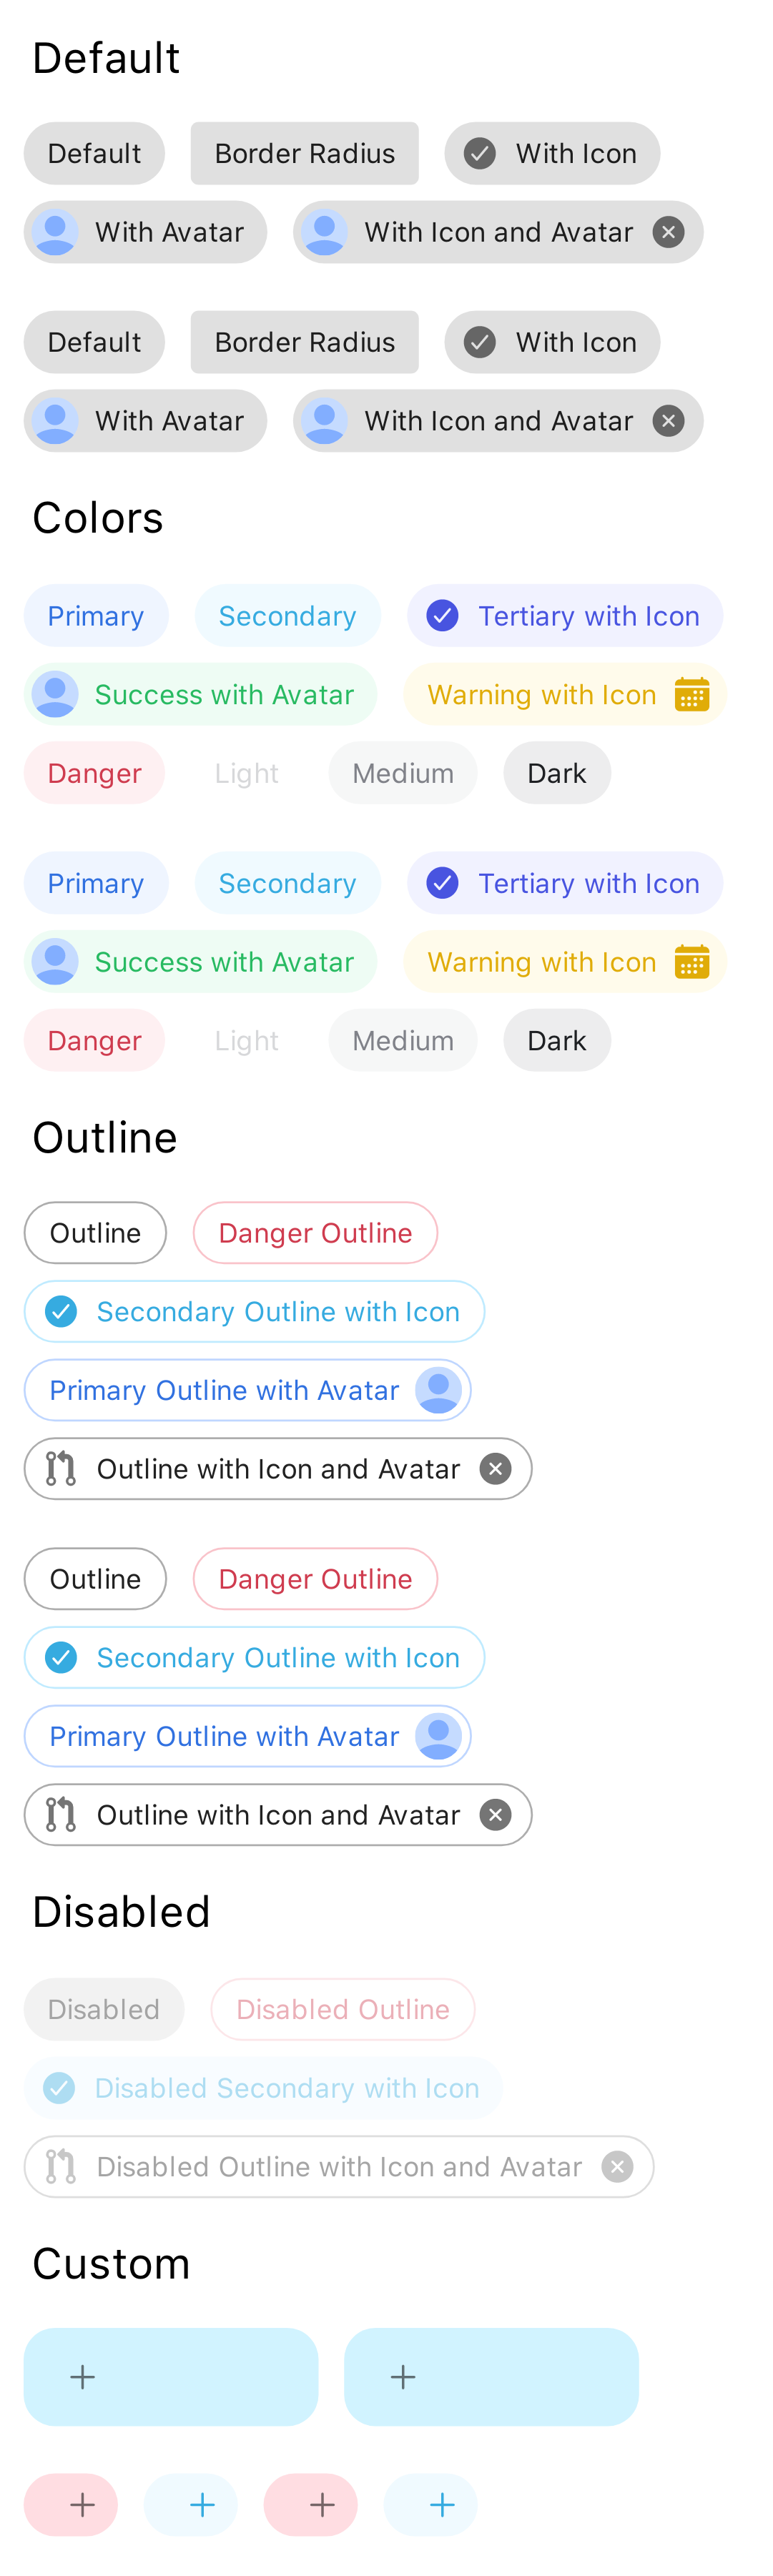 Default
Default Border Radius With Icon
With Avatar With Icon and Avatar
Default Border Radius With Icon
With Avatar With Icon and Avatar
Colors
Primary Secondary Tertiary with Icon
Success with Avatar Warning with Icon
Danger Light Medium Dark
Primary Secondary Tertiary with Icon
Success with Avatar Warning with Icon
Danger Light Medium Dark
Outline
Outline Danger Outline
Secondary Outline with Icon
Primary Outline with Avatar
Outline with Icon and Avatar
Outline Danger Outline
Secondary Outline with Icon
Primary Outline with Avatar
Outline with Icon and Avatar
Disabled
Disabled Disabled Outline
Disabled Secondary with Icon
Disabled Outline with Icon and Avatar
Custom